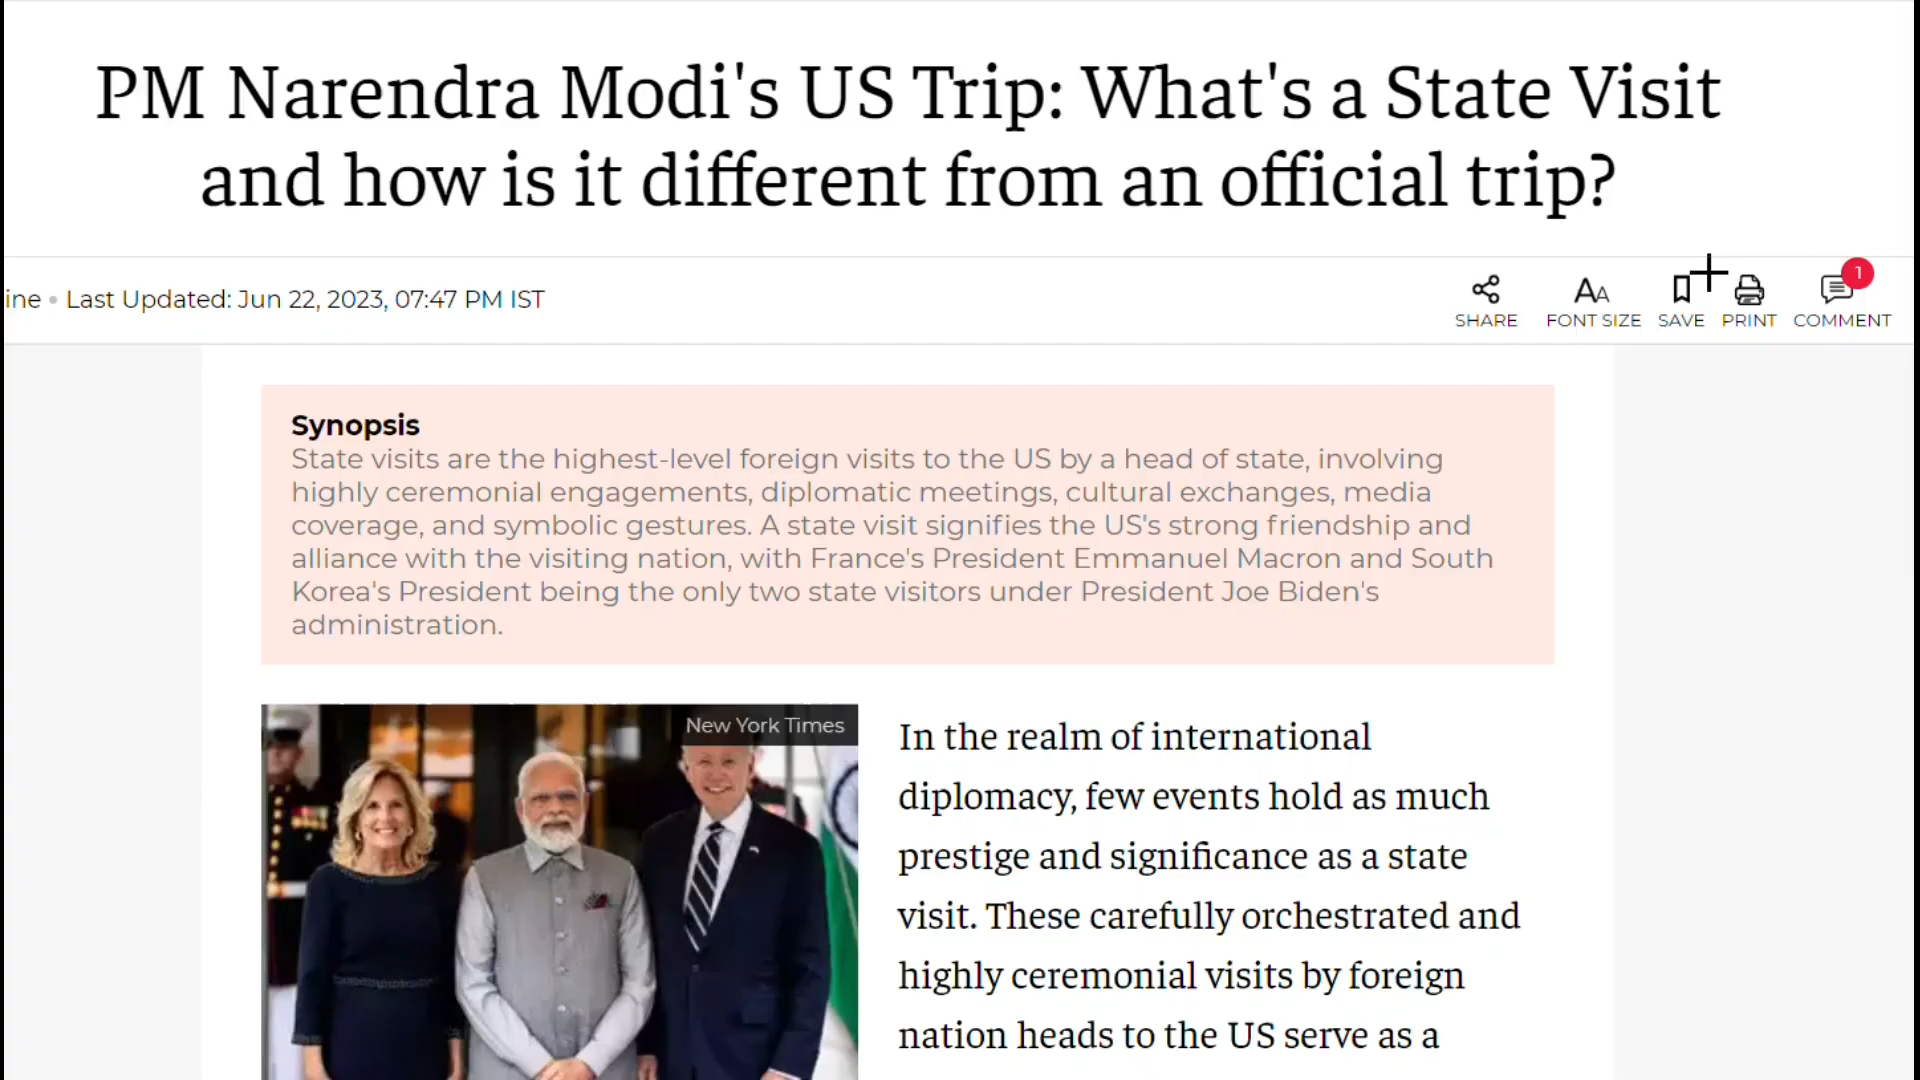 PM Narendra Modi's US Trip: What's a State Visit
and how is it different from an official trip?
ine • Last Updated: Jun 22, 2023, 07:47 PM IST
SHARE
AA
FONT SIZE
SAVE
PRINT
1
COMMENT
Synopsis
State visits are the highest-level foreign visits to the US by a head of state, involving
highly ceremonial engagements, diplomatic meetings, cultural exchanges, media
coverage, and symbolic gestures. A state visit signifies the US's strong friendship and
alliance with the visiting nation, with France's President Emmanuel Macron and South
Korea's President being the only two state visitors under President Joe Biden's
administration.
New York Times
In the realm of international
diplomacy, few events hold as much
prestige and significance as a state
visit. These carefully orchestrated and
highly ceremonial visits by foreign
nation heads to the US serve as a